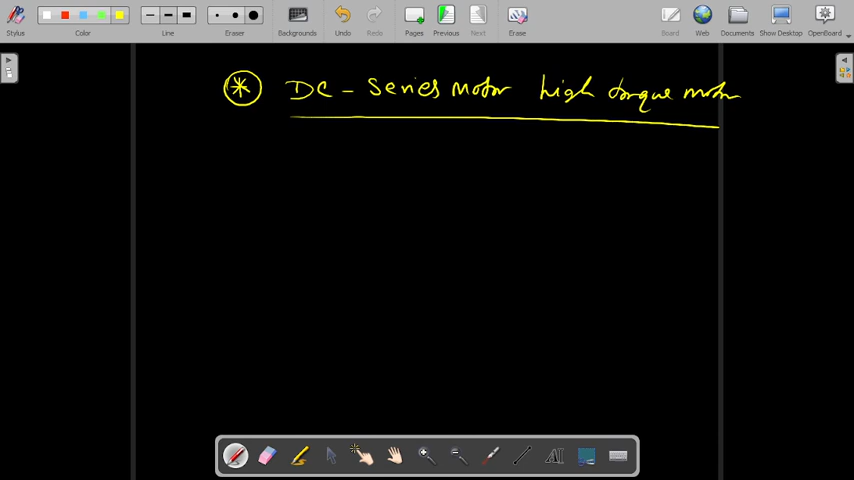 Stylus Color Line Eraser Backgrounds Undo Redo Pages Previous Next Erase Board Web Documents Show Desktop OpenBoard
DC - Series Motor high torque motor